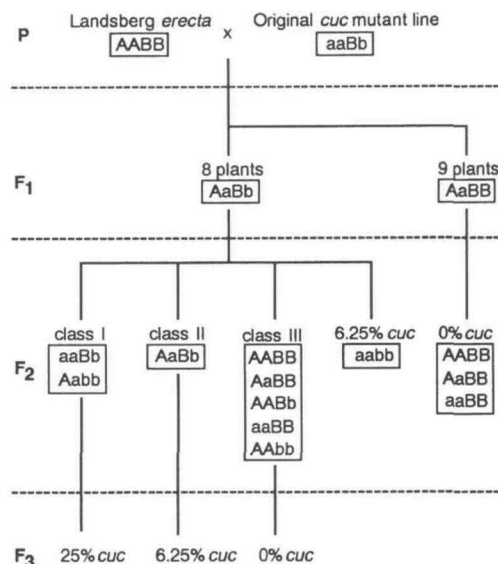 Landsberg erecta Original cuc mutant line
P AABB x aaBb
8 plants 9 plants
F1 AaBb AaBB
class I class II class III 6.25% cuc 0% cuc
aaBb AaBb AABB aabb AABB
Aabb AaBB AaBB
F2 AABb aaBB
aaBB
AAbb
F3 25% cuc 6.25% cuc 0% cuc